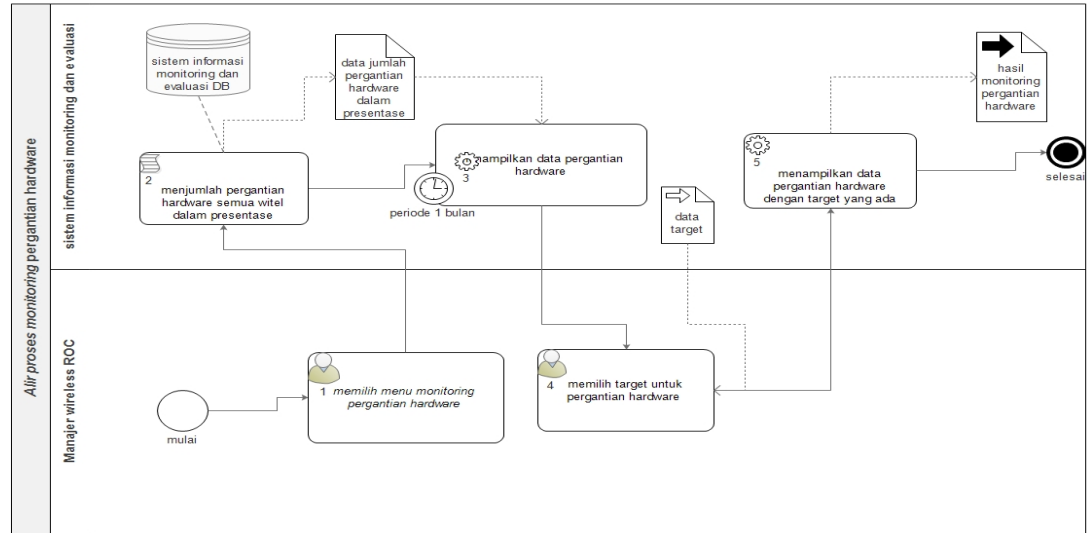 Alir proses monitoring pergantian hardware
sistem informasi monitoring dan evaluasi
sistem informasi
monitoring dan
evaluasi DB
data jumlah
pergantian
hardware
dalam
presentase
hasil
monitoring
pergantian
hardware
2
menjumlah pergantian
hardware semua witel
dalam presentase
nampilkan data pergantian
hardware
3
periode 1 bulan
data
target
5
menampilkan data
pergantian hardware
dengan target yang ada
selesai
Manajer wireless ROC
mulai
1
memilih menu monitoring
pergantian hardware
4
memilih target untuk
pergantian hardware